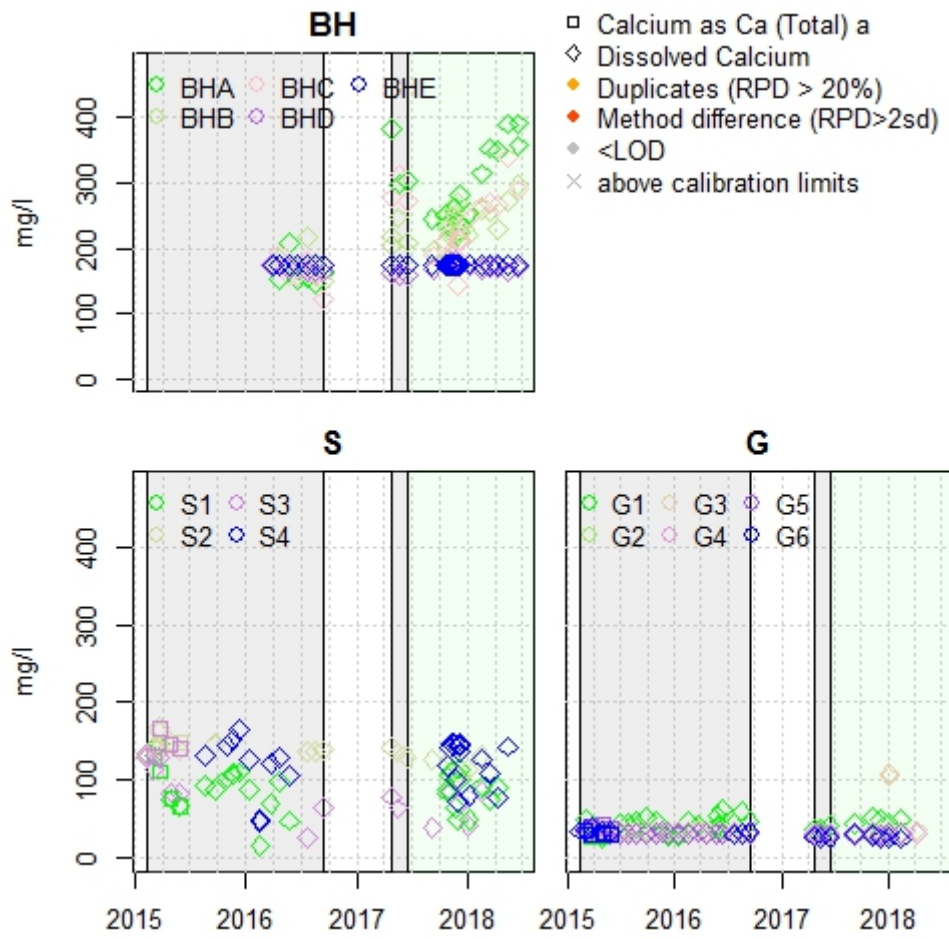 BH
Calcium as Ca (Total) a
Dissolved Calcium
Duplicates (RPD > 20%)
Method difference (RPD>2sd)
<LOD
above calibration limits
BHA BHC BHE
BHB BHD
400
300
200
100
0
mg/l
S
G
S1 S3
S2 S4
G1 G3 G5
G2 G4 G6
400
300
200
100
0
mg/l
2015 2016 2017 2018
2015 2016 2017 2018